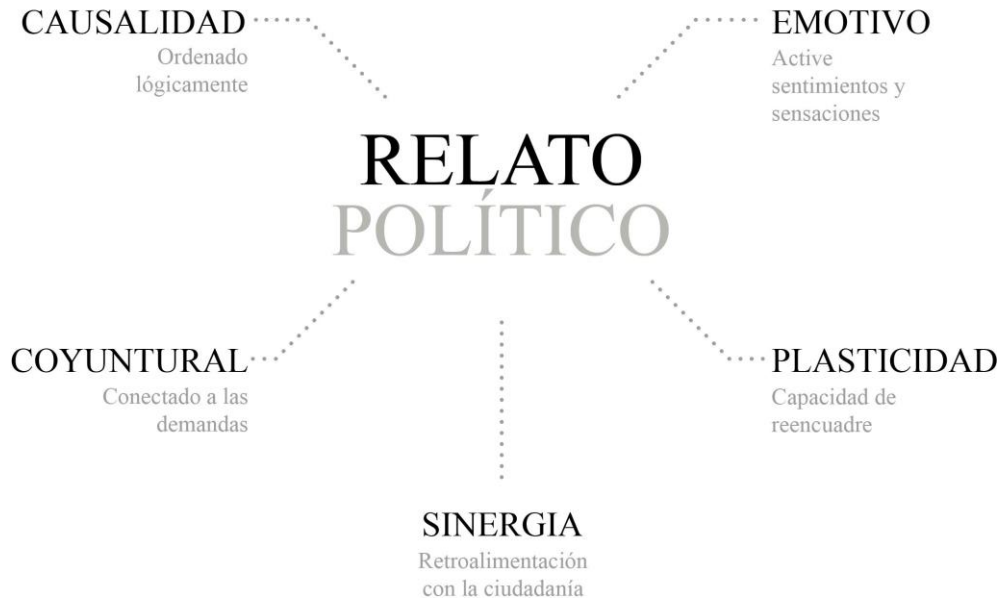 CAUSALIDAD
Ordenado
lógicamente
EMOTIVO
Active
sentimientos y
sensaciones
RELATO
POLÍTICO
COYUNTURAL
Conectado a las
demandas
PLASTICIDAD
Capacidad de
reencuadre
SINERGIA
Retroalimentación
con la ciudadanía